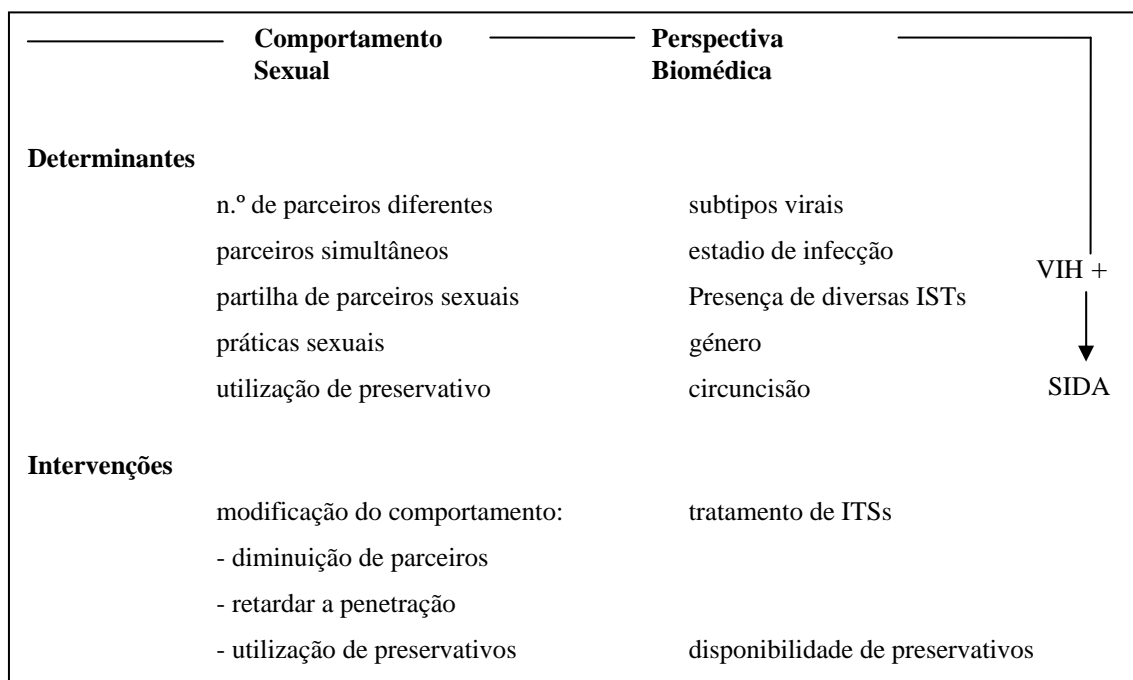 Comportamento Sexual
Perspectiva Biomédica
Determinantes
n.º de parceiros diferentes subtipos virais
parceiros simultâneos estadio de infecção
VIH +
partilha de parceiros sexuais Presença de diversas ISTs
práticas sexuais género
utilização de preservativo circuncisão SIDA
Intervenções
modificação do comportamento: tratamento de ITSs
- diminuição de parceiros
- retardar a penetração
- utilização de preservativos disponibilidade de preservativos